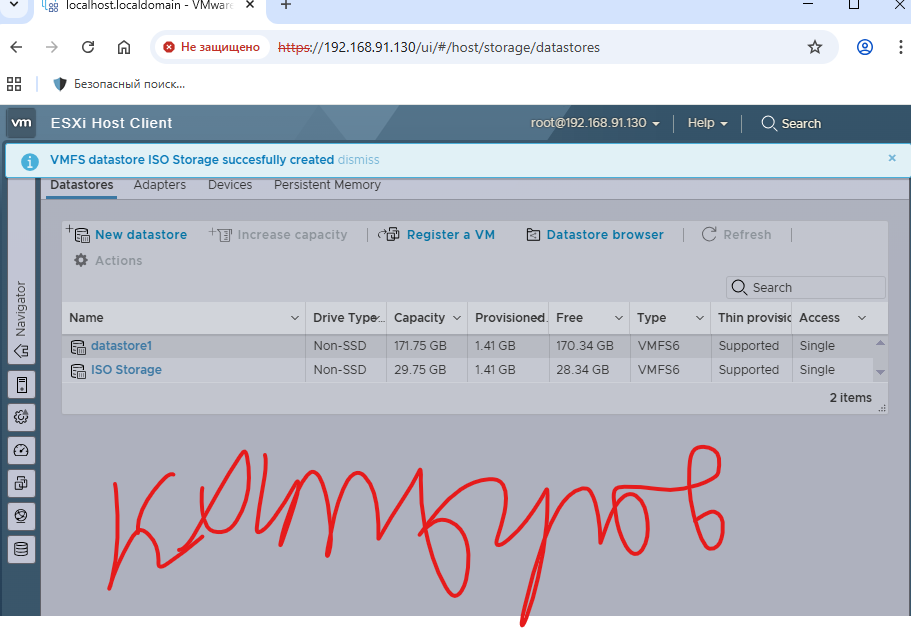 localhost.localdomain - VMware
Не защищено https://192.168.91.130/ui/#/host/storage/datastores
Безопасный поиск...
vm ESXi Host Client root@192.168.91.130 Help Search
VMFS datastore ISO Storage succesfully created dismiss
Datastores Adapters Devices Persistent Memory
Navigator
New datastore Increase capacity Register a VM Datastore browser Refresh
Actions
Search
Name Drive Type... Capacity Provisioned... Free Type Thin provisic Access
datastore1 Non-SSD 171.75 GB 1.41 GB 170.34 GB VMFS6 Supported Single
ISO Storage Non-SSD 29.75 GB 1.41 GB 28.34 GB VMFS6 Supported Single
2 items